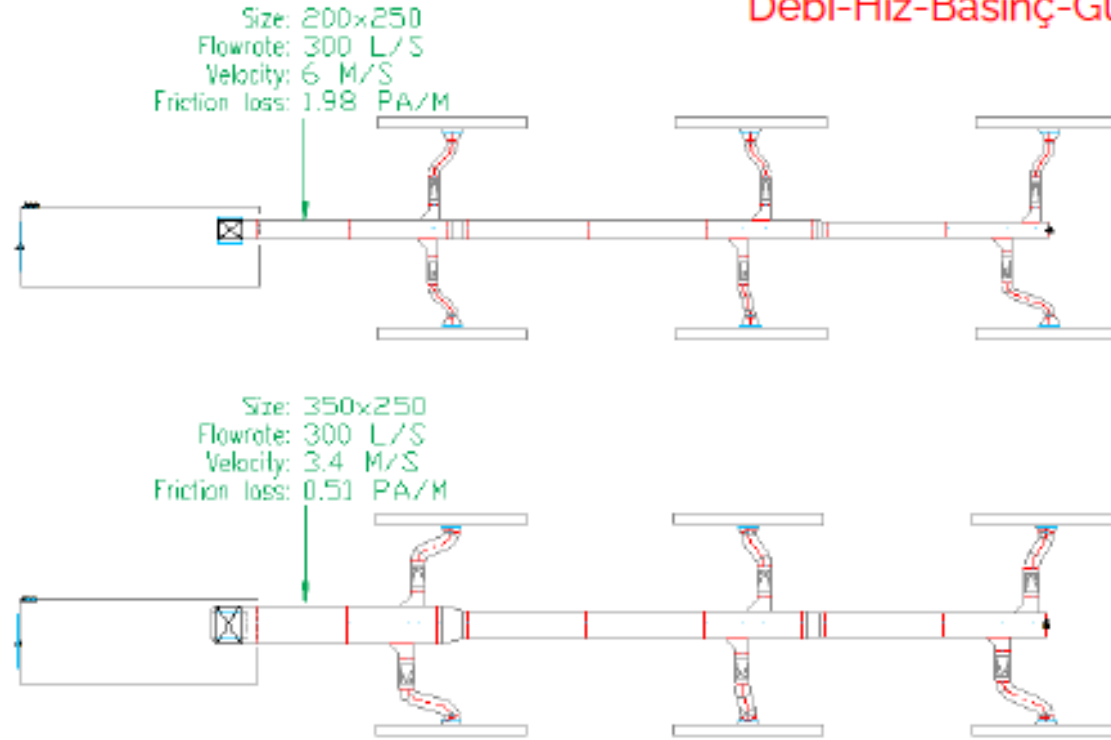 Debi-Hız-Basınç-
Size: 200x250
Flowrate: 300 L/S
Velocity: 6 M/S
Friction loss: 1.98 PA/M
Size: 350x250
Flowrate: 300 L/S
Velocity: 3.4 M/S
Friction loss: 0.51 PA/M